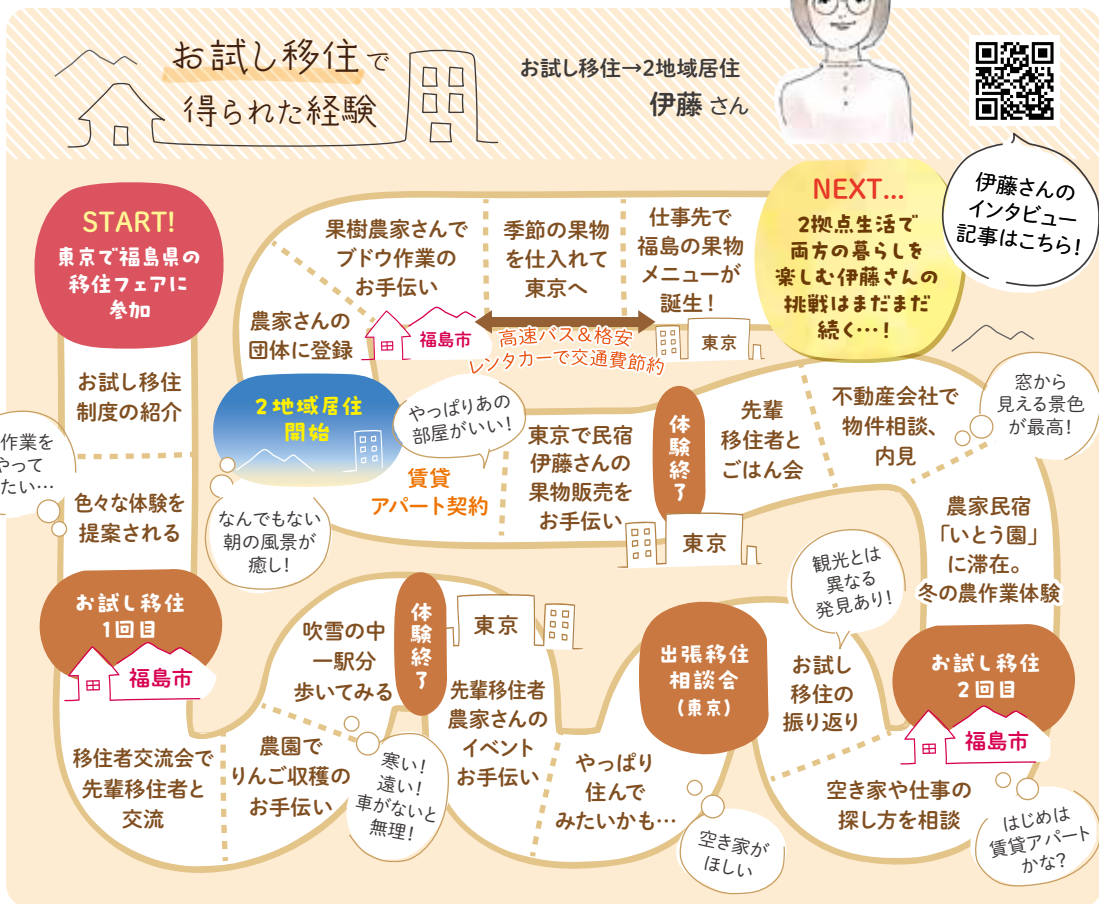 お試し移住で
得られた経験
お試し移住→2地域居住
伊藤さん
伊藤さんの
インタビュー
記事はこちら!
START!
東京で福島県の
移住フェアに
参加
お試し移住
制度の紹介
作業を
やって
たい…
色々な体験を
提案される
お試し移住
1回目
福島市
移住者交流会で
先輩移住者と
交流
農園で
りんご収穫の
お手伝い
吹雪の中
一駅分
歩いてみる
寒い!
遠い!
車がないと
無理!
体験終了
東京
先輩移住者
農家さんの
イベント
お手伝い
やっぱり
住んで
みたいかも…
空き家が
ほしい
出張移住
相談会
(東京)
お試し
移住の
振り返り
観光とは
異なる
発見あり!
空き家や仕事の
探し方を相談
はじめは
賃貸アパート
かな?
お試し移住
2回目
福島市
農家民宿
「いとう園」
に滞在。
冬の農作業体験
窓から
見える景色
が最高!
不動産会社で
物件相談、
内見
先輩
移住者と
ごはん会
体験終了
東京
東京で民宿
伊藤さんの
果物販売を
お手伝い
やっぱりあの
部屋がいい!
賃貸
アパート契約
2地域居住
開始
なんでもない
朝の風景が
癒し!
農家さんの
団体に登録
果樹農家さんで
ブドウ作業の
お手伝い
福島市
季節の果物
を仕入れて
東京へ
高速バス&格安
レンタカーで交通費節約
仕事先で
福島の果物
メニューが
誕生!
東京
NEXT...
2拠点生活で
両方の暮らしを
楽しむ伊藤さんの
挑戦はまだまだ
続く…!